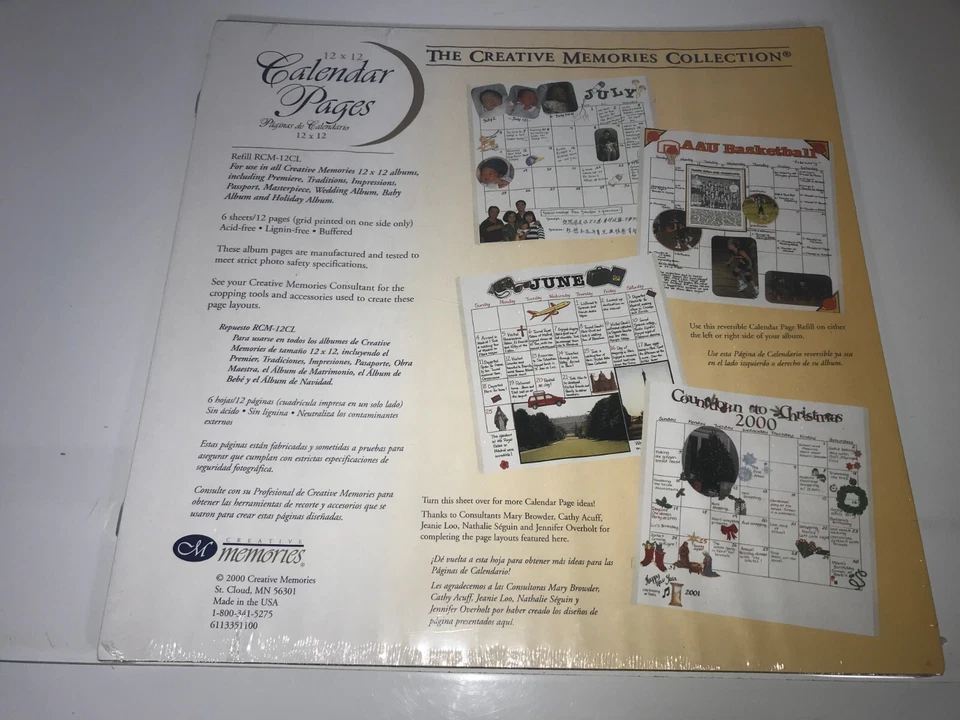 12 x 12
Calendar
Pages
Páginas de Calendario
12 x 12
THE CREATIVE MEMORIES COLLECTION®
Refill RCM-12CL
For use in all Creative Memories 12 x 12 albums,
including Premiere, Traditions, Impressions,
Passport, Masterpiece, Wedding Album, Baby
Album and Holiday Album.
6 sheets/12 pages (grid printed on one side only)
Acid-free • Lignin-free • Buffered
These album pages are manufactured and tested to
meet strict photo safety specifications.
See your Creative Memories Consultant for the
cropping tools and accessories used to create these
page layouts.
Repuesto RCM-12CL
Para usarse en todos los álbumes de Creative
Memories de tamaño 12 x 12, incluyendo el
Premier, Tradiciones, Impresiones, Pasaporte, Obra
Maestra, el Álbum de Matrimonio, el Álbum de
Bebé y el Álbum de Navidad.
6 hojas/12 páginas (cuadrícula impresa en un solo lado)
Sin ácido • Sin lignina • Neutraliza los contaminantes
externos
Estas páginas están fabricadas y sometidas a pruebas para
asegurar que cumplan con estrictas especificaciones de
seguridad fotográfica.
Consulte con su Profesional de Creative Memories para
obtener las herramientas de recorte y accesorios que se
usaron para crear estas páginas diseñadas.
CM
CREATIVE
memories®
© 2000 Creative Memories
St. Cloud, MN 56301
Made in the USA
1-800-341-5275
6113351100
JULY
AAU Basketball
JUNE
Sunday Monday Tuesday Wednesday Thursday Friday Saturday
Use this reversible Calendar Page Refill on either
the left or right side of your album.
Use esta Página de Calendario reversible ya sea
en el lado izquierdo o derecho de su álbum.
Countdown to Christmas
2000
Happy New Year
2001
Turn this sheet over for more Calendar Page ideas!
Thanks to Consultants Mary Browder, Cathy Acuff,
Jeanie Loo, Nathalie Séguin and Jennifer Overholt for
completing the page layouts featured here.
¡Dé vuelta a esta hoja para obtener más ideas para las
Páginas de Calendario!
Les agradecemos a las Consultoras Mary Browder,
Cathy Acuff, Jeanie Loo, Nathalie Séguin y
Jennifer Overholt por haber creado los diseños de
página presentados aquí.